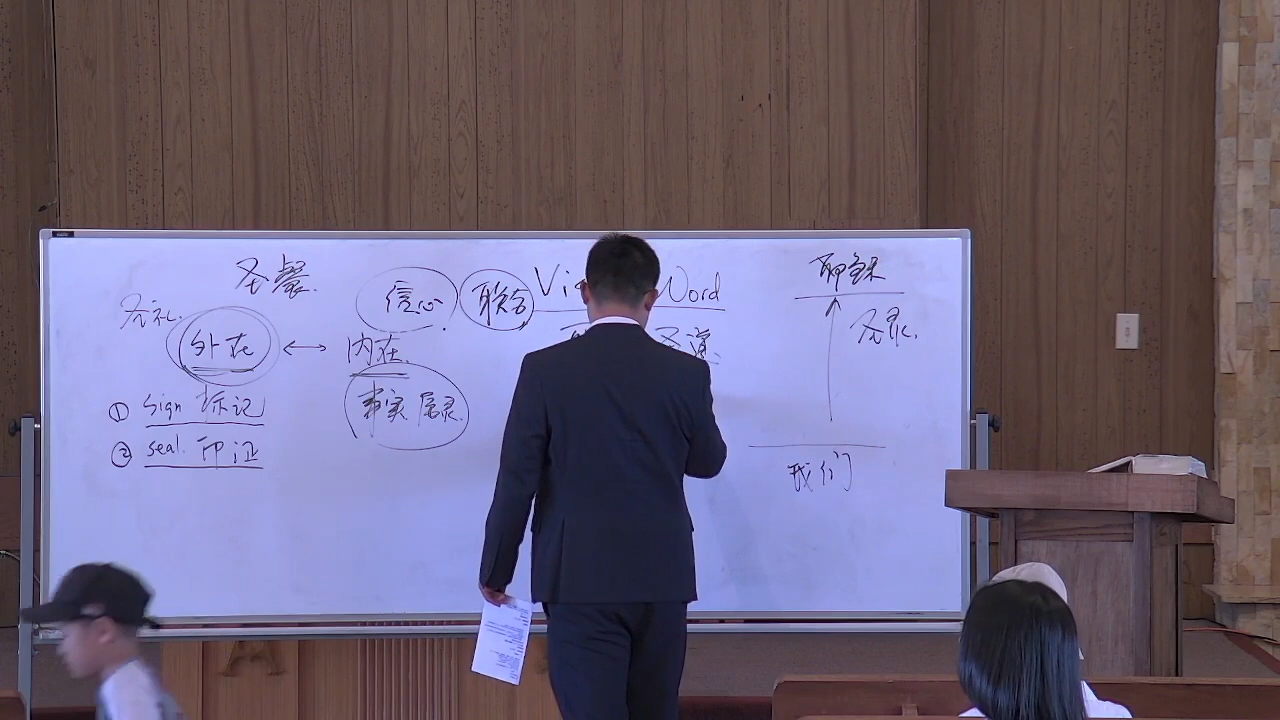 圣餐.
圣礼.
外在 ←→ 内在.
① sign 标记
② seal. 印证
信心.
联合
事实 属灵.
Word
圣道.
耶稣
圣灵.
我们